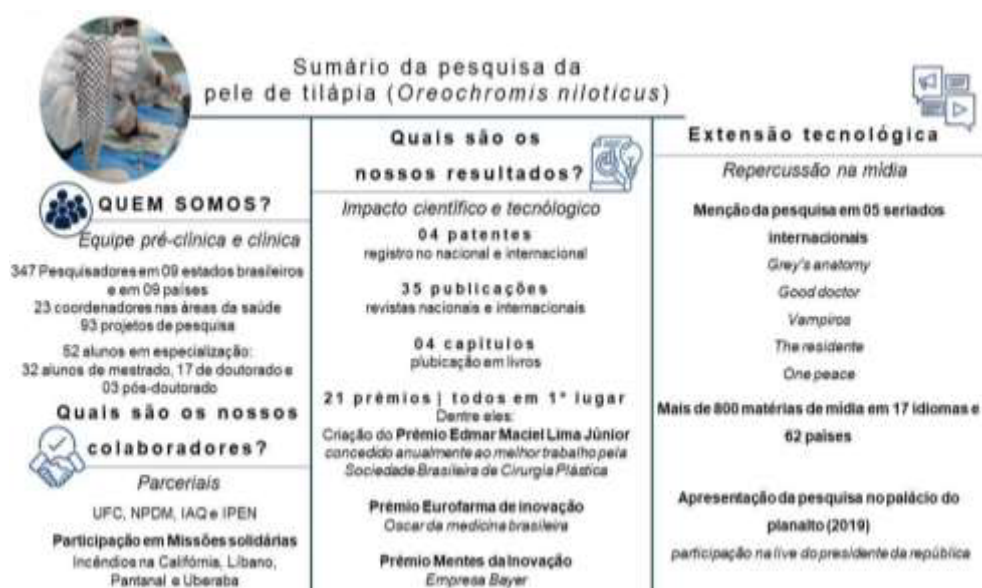 Sumário da pesquisa da
pele de tilápia (Oreochromis niloticus)
QUEM SOMOS?
Equipe pré-clínica e clínica
347 Pesquisadores em 09 estados brasileiros
e em 09 países
23 coordenadores nas áreas da saúde
93 projetos de pesquisa
52 alunos em especialização:
32 alunos de mestrado, 17 de doutorado e
03 pós-doutorado
Quais são os nossos
colaboradores?
Parceriais
UFC, NPDM, IAQ e IPEN
Participação em Missões solidárias
Incêndios na Califórnia, Líbano,
Pantanal e Uberaba
Quais são os
nossos resultados?
Impacto científico e tecnólogico
04 patentes
registro no nacional e internacional
35 publicações
revistas nacionais e internacionais
04 capítulos
plubicação em livros
21 prêmios | todos em 1° lugar
Dentre eles:
Criação do Prêmio Edmar Maciel Lima Júnior
concedido anualmente ao melhor trabalho pela
Sociedade Brasileira de Cirurgia Plástica
Prêmio Eurofarma de inovação
Oscar da medicina brasileira
Prêmio Mentes da Inovação
Empresa Bayer
Extensão tecnológica
Repercussão na mídia
Menção da pesquisa em 05 seriados
internacionais
Grey's anatomy
Good doctor
Vampiros
The residente
One peace
Mais de 800 matérias de mídia em 17 idiomas e
62 países
Apresentação da pesquisa no palácio do
planalto (2019)
participação na live do presidente da república